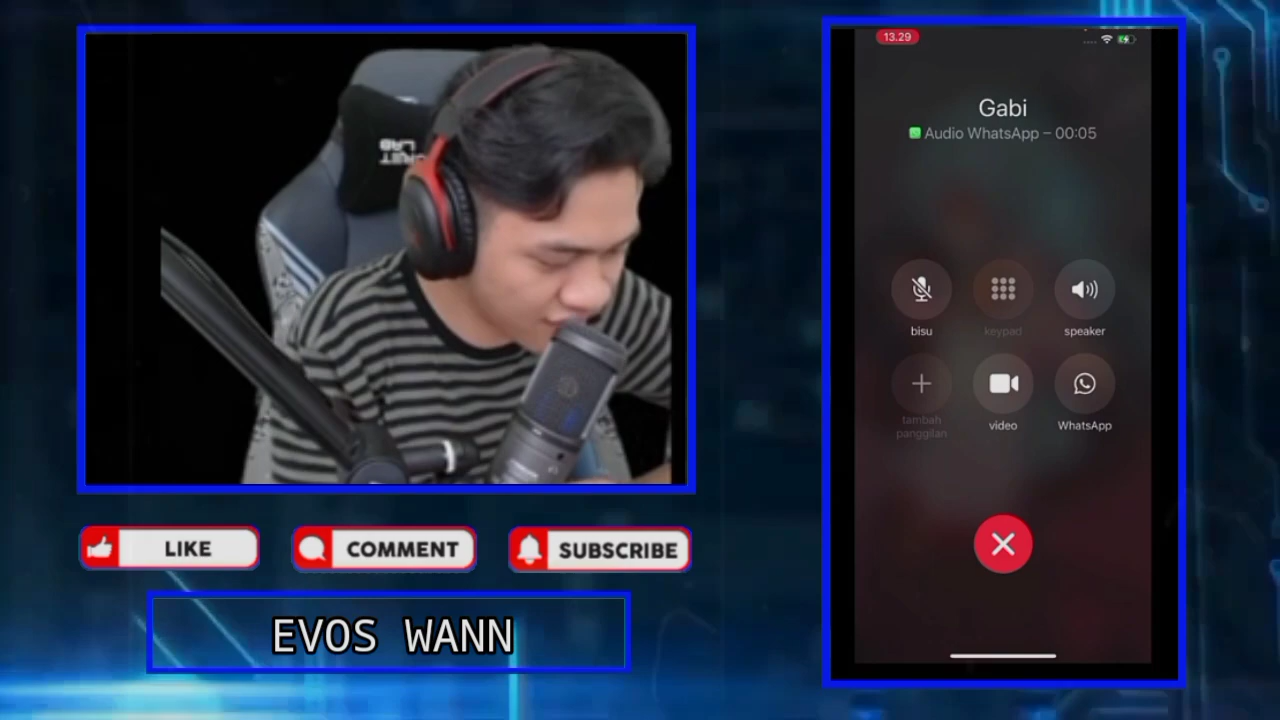 13.29
Gabi
Audio WhatsApp – 00:05
bisu
keypad
speaker
tambah
panggilan
video
WhatsApp
LIKE
COMMENT
SUBSCRIBE
EVOS WANN